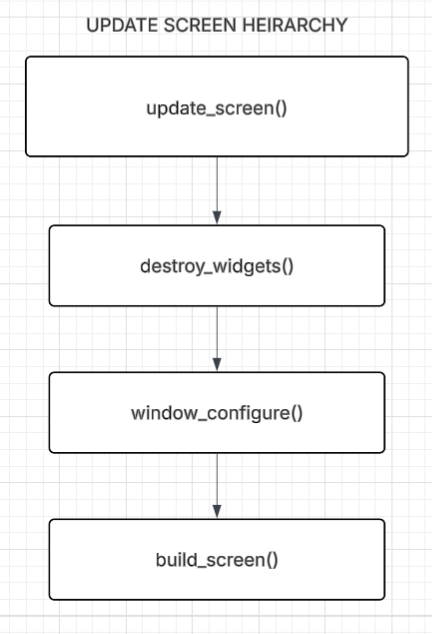 UPDATE SCREEN HEIRARCHY
update_screen()
destroy_widgets()
window_configure()
build_screen()